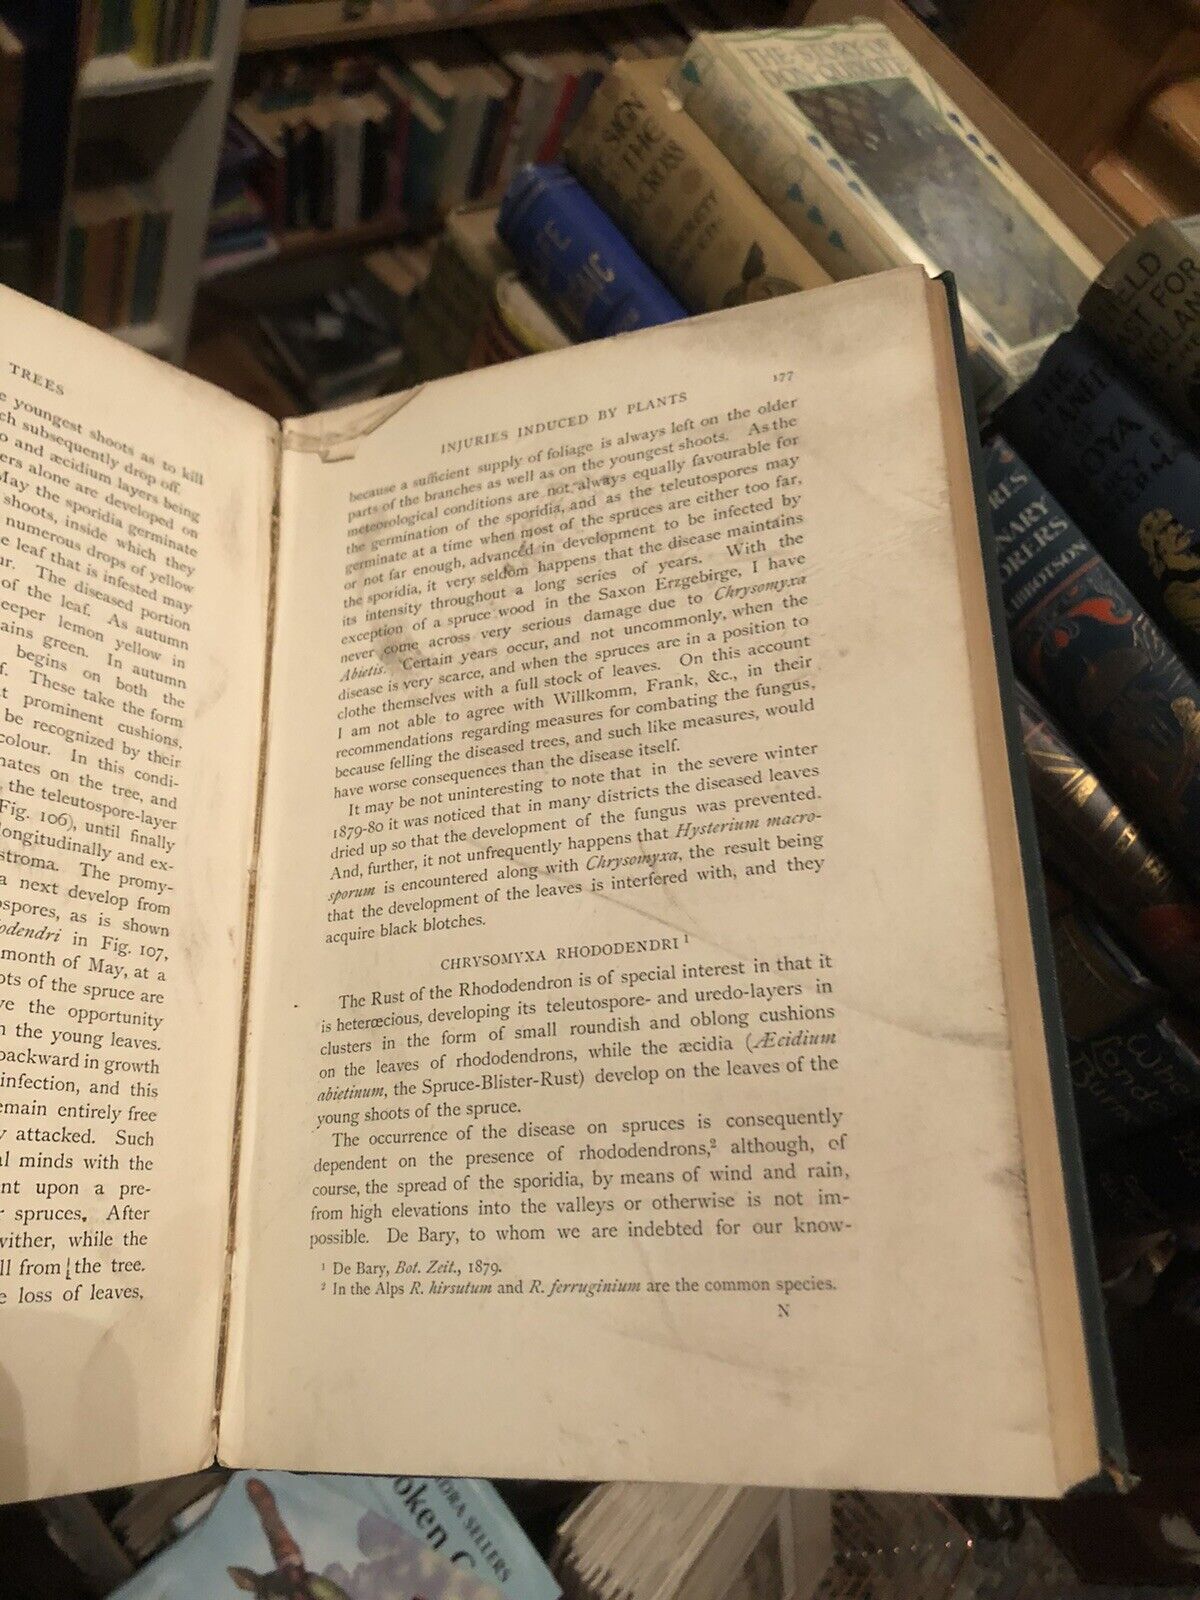 THE STORY OF
DON QUIXOTE
SIGN
THE
CROSS
LIFE
MUSIC
FOR
ENGLAND
WHE
LAND
BURN
TREES
youngest shoots as to kill
subsequently drop off.
and æcidium layers being
alone are developed on
May the sporidia germinate
shoots, inside which they
numerous drops of yellow
leaf that is infested may
The diseased portion
of the leaf. As autumn
deeper lemon yellow in
green. In autumn
begins on both the
These take the form
prominent cushions,
be recognized by their
colour. In this condi-
on the tree, and
the teleutospore-layer
Fig. 106), until finally
longitudinally and ex-
stroma. The promy-
a next develop from
as is shown
in Fig. 107,
month of May, at a
of the spruce are
the opportunity
the young leaves.
backward in growth
infection, and this
remain entirely free
attacked. Such
minds with the
upon a pre-
spruces. After
wither, while the
from the tree.
loss of leaves,
INJURIES INDUCED BY PLANTS 177
because a sufficient supply of foliage is always left on the older
parts of the branches as well as on the youngest shoots. As the
meteorological conditions are not always equally favourable for
the germination of the sporidia, and as the teleutospores may
germinate at a time when most of the spruces are either too far,
or not far enough, advanced in development to be infected by
the sporidia, it very seldom happens that the disease maintains
its intensity throughout a long series of years. With the
exception of a spruce wood in the Saxon Erzgebirge, I have
never come across very serious damage due to Chrysomyxa
Abietis. Certain years occur, and not uncommonly, when the
disease is very scarce, and when the spruces are in a position to
clothe themselves with a full stock of leaves. On this account
I am not able to agree with Willkomm, Frank, &c., in their
recommendations regarding measures for combating the fungus,
because felling the diseased trees, and such like measures, would
have worse consequences than the disease itself.
It may be not uninteresting to note that in the severe winter
1879-80 it was noticed that in many districts the diseased leaves
dried up so that the development of the fungus was prevented.
And, further, it not unfrequently happens that Hysterium macro-
sporum is encountered along with Chrysomyxa, the result being
that the development of the leaves is interfered with, and they
acquire black blotches.
CHRYSOMYXA RHODODENDRI ¹
The Rust of the Rhododendron is of special interest in that it
is heterœcious, developing its teleutospore- and uredo-layers in
clusters in the form of small roundish and oblong cushions
on the leaves of rhododendrons, while the æcidia (Æcidium
abietinum, the Spruce-Blister-Rust) develop on the leaves of the
young shoots of the spruce.
The occurrence of the disease on spruces is consequently
dependent on the presence of rhododendrons,² although, of
course, the spread of the sporidia, by means of wind and rain,
from high elevations into the valleys or otherwise is not im-
possible. De Bary, to whom we are indebted for our know-
¹ De Bary, Bot. Zeit., 1879.
² In the Alps R. hirsutum and R. ferruginium are the common species.
N
SELLERS